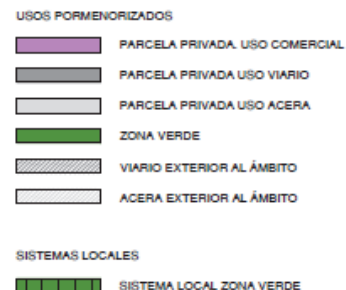 USOS PORMENORIZADOS
PARCELA PRIVADA. USO COMERCIAL
PARCELA PRIVADA USO VIARIO
PARCELA PRIVADA USO ACERA
ZONA VERDE
VIARIO EXTERIOR AL ÁMBITO
ACERA EXTERIOR AL ÁMBITO
SISTEMAS LOCALES
SISTEMA LOCAL ZONA VERDE